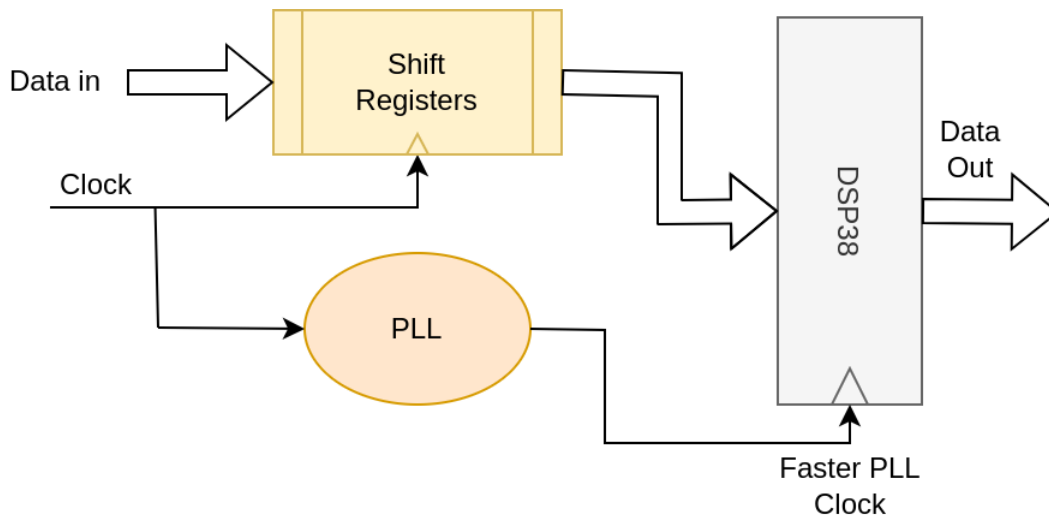 Data in
Shift
Registers
Clock
PLL
DSP38
Data
Out
Faster PLL
Clock